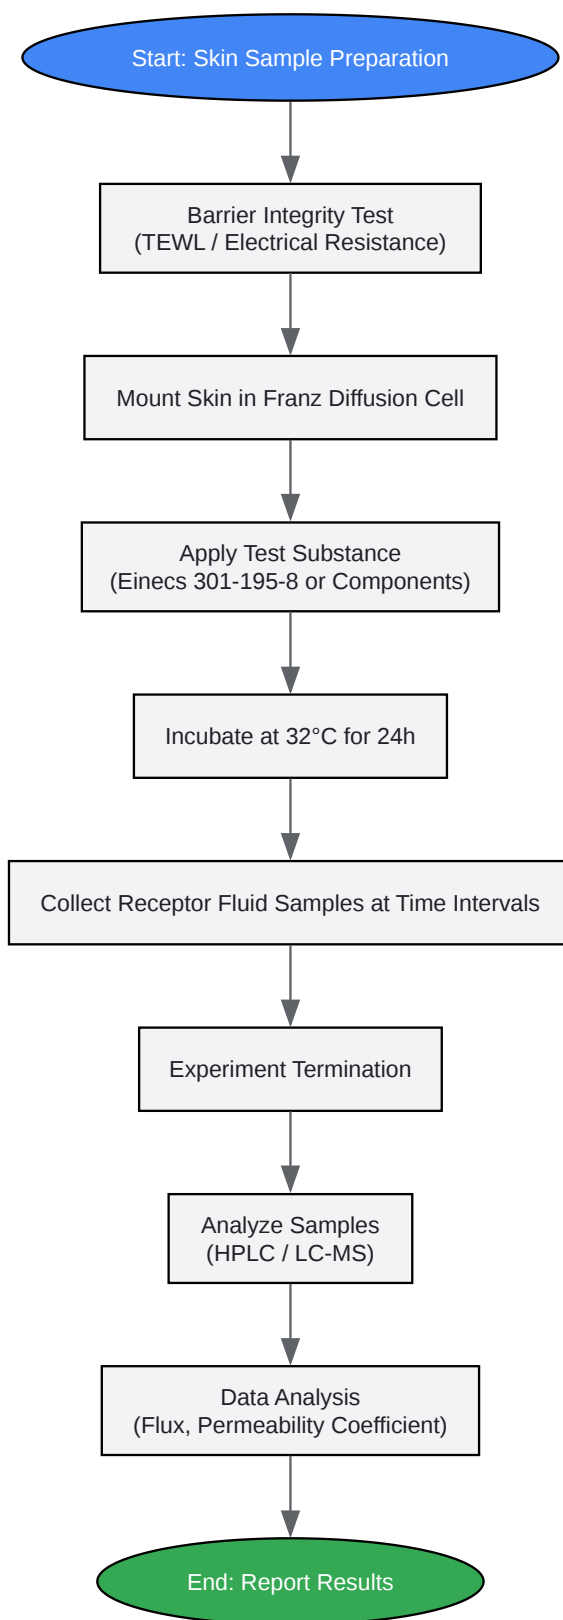 Start: Skin Sample Preparation
Barrier Integrity Test
(TEWL / Electrical Resistance)
Mount Skin in Franz Diffusion Cell
Apply Test Substance
(Einecs 301-195-8 or Components)
Incubate at 32°C for 24h
Collect Receptor Fluid Samples at Time Intervals
Experiment Termination
Analyze Samples
(HPLC / LC-MS)
Data Analysis
(Flux, Permeability Coefficient)
End: Report Results